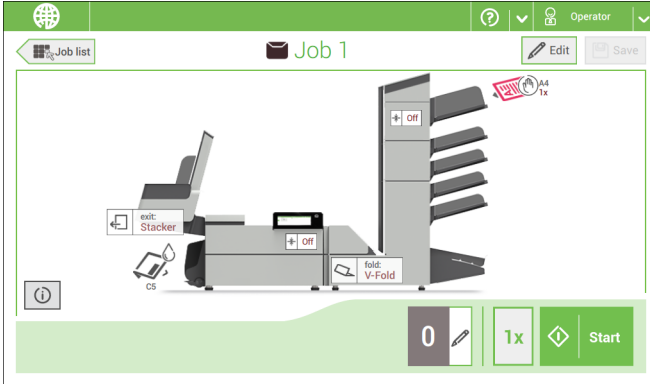 Operator
Job list
Job 1
Edit
Save
A4
1x
Off
exit:
Stacker
Off
fold:
V-Fold
C5
0
1x
Start